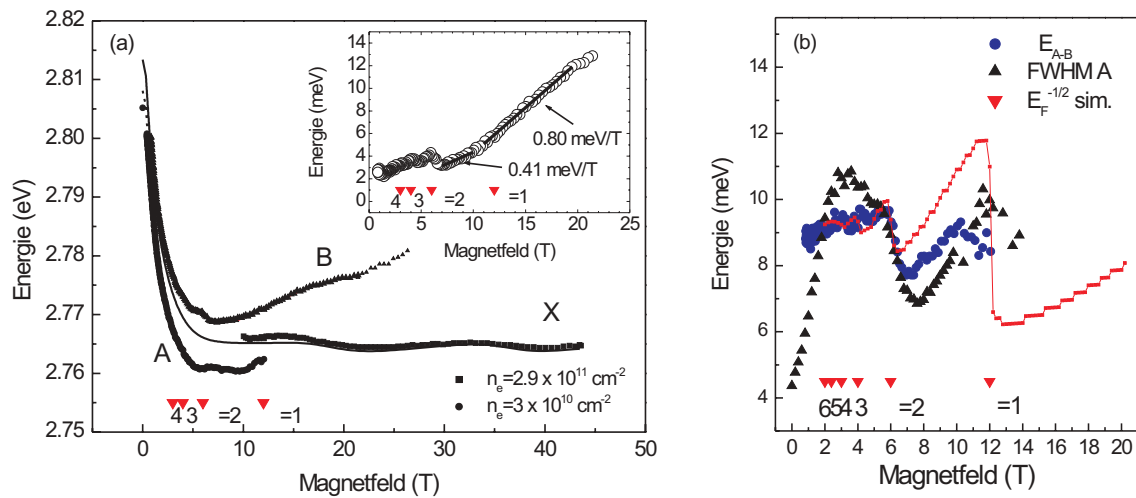 (a)
2.82
2.81
2.80
2.79
2.78
2.77
2.76
2.75
Energie (eV)
B
A
X
n_e=2.9 x 10^11 cm^-2
n_e=3 x 10^10 cm^-2
4 3 =2 =1
0 10 20 30 40 50
Magnetfeld (T)
14
12
10
8
6
4
2
0
Energie (meV)
0.80 meV/T
0.41 meV/T
4 3 =2 =1
0 5 10 15 20 25
Magnetfeld (T)
(b)
E_A-B
FWHM A
E_F^-1/2 sim.
14
12
10
8
6
4
Energie (meV)
6 5 4 3 =2 =1
0 2 4 6 8 10 12 14 16 18 20
Magnetfeld (T)